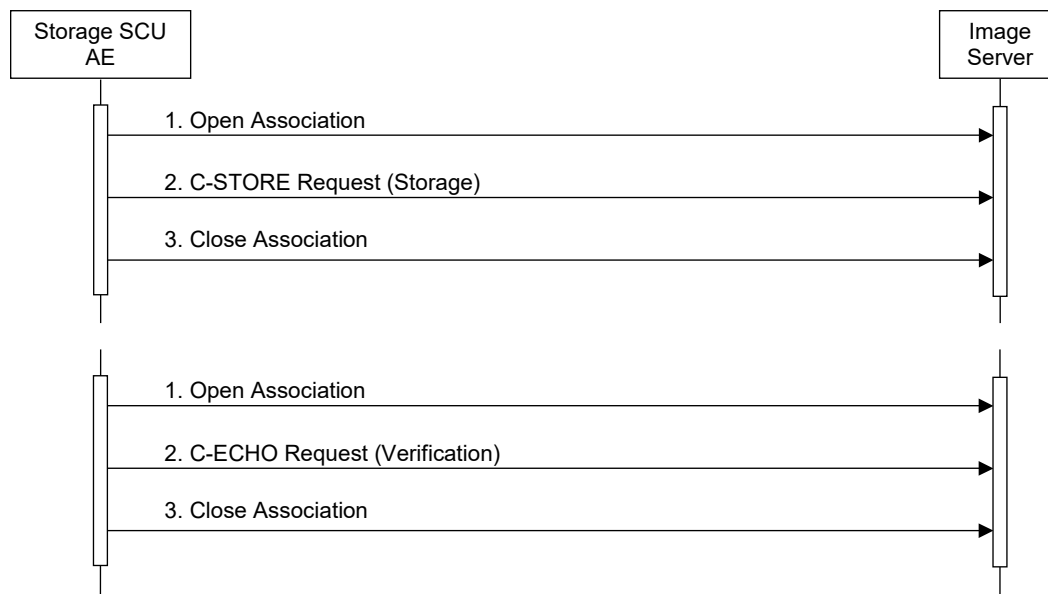 Storage SCU
AE
Image
Server
1. Open Association
2. C-STORE Request (Storage)
3. Close Association
1. Open Association
2. C-ECHO Request (Verification)
3. Close Association